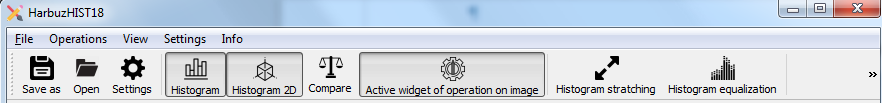 HarbuzHIST18
File Operations View Settings Info
Save as Open Settings Histogram Histogram 2D Compare Active widget of operation on image Histogram stratching Histogram equalization »